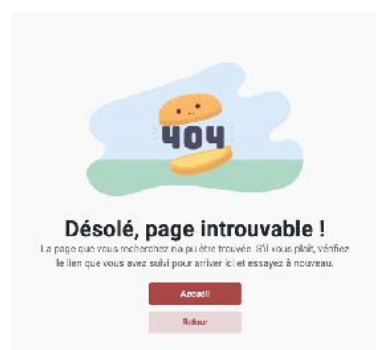 404
Désolé, page introuvable !
La page que vous recherchez n'a pu être trouvée. S'il vous plaît, vérifiez
le lien que vous avez suivi pour arriver ici et essayez à nouveau.
Accueil
Retour